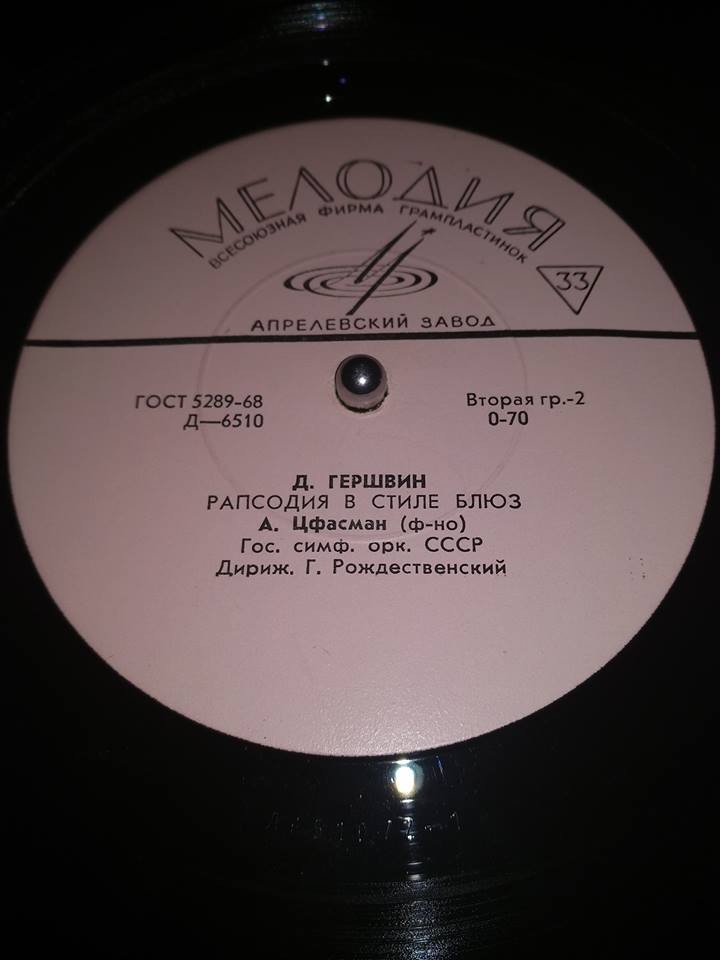 МЕЛОДИЯ
ВСЕСОЮЗНАЯ ФИРМА ГРАМПЛАСТИНОК
33
АПРЕЛЕВСКИЙ ЗАВОД
ГОСТ 5289-68
Д—6510
Вторая гр.-2
0-70
Д. ГЕРШВИН
РАПСОДИЯ В СТИЛЕ БЛЮЗ
А. Цфасман (ф-но)
Гос. симф. орк. СССР
Дириж. Г. Рождественский